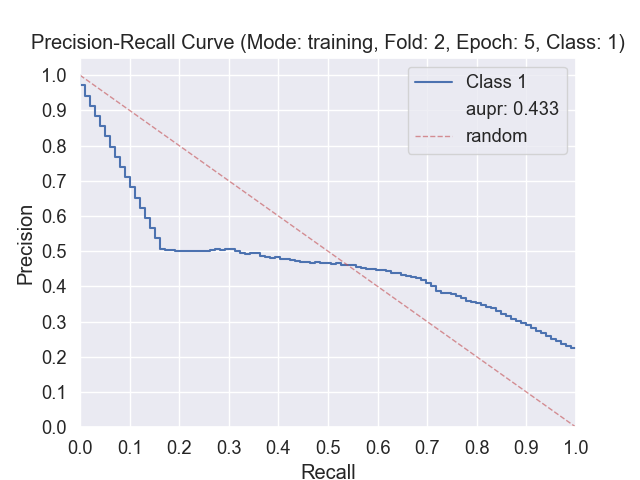 Precision-Recall Curve (Mode: training, Fold: 2, Epoch: 5, Class: 1)
Class 1
aupr: 0.433
random
1.0
0.9
0.8
0.7
0.6
0.5
0.4
0.3
0.2
0.1
0.0
Precision
0.0 0.1 0.2 0.3 0.4 0.5 0.6 0.7 0.8 0.9 1.0
Recall